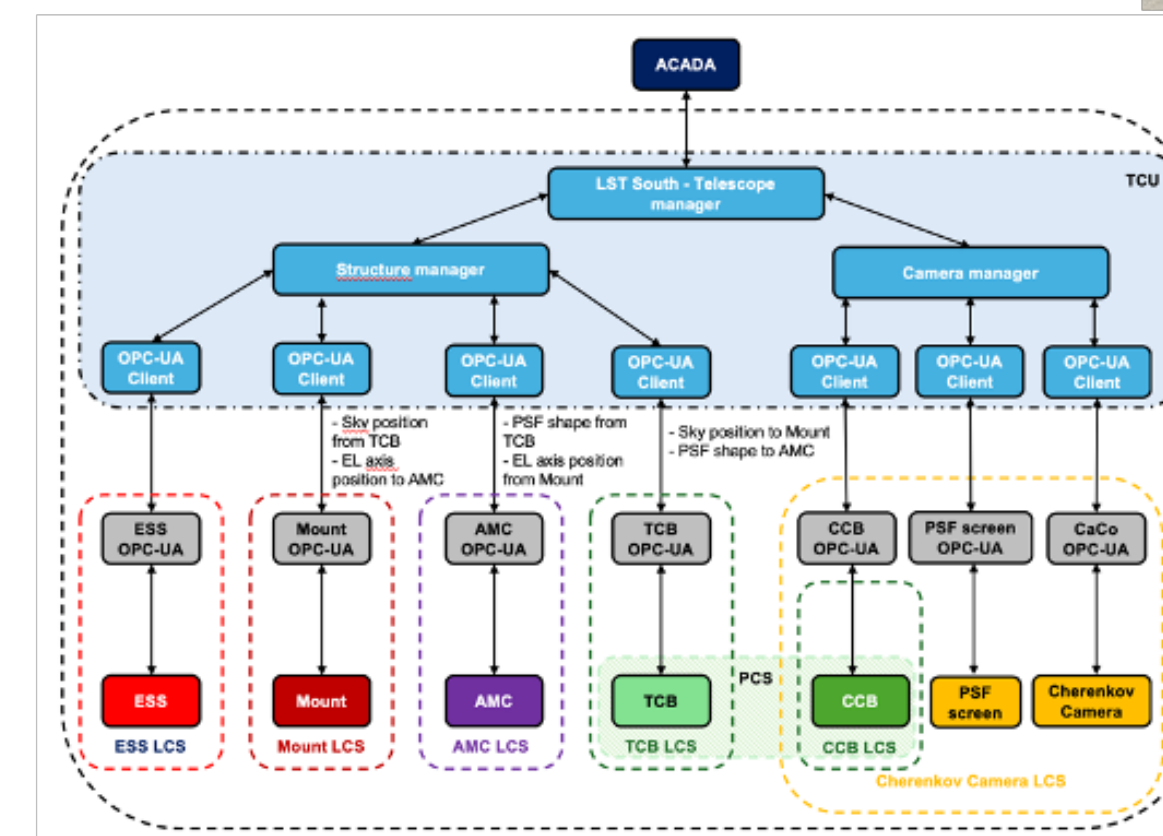 ACADA
TCU
LST South - Telescope
manager
Structure manager
Camera manager
OPC-UA
Client
OPC-UA
Client
OPC-UA
Client
OPC-UA
Client
OPC-UA
Client
OPC-UA
Client
OPC-UA
Client
- Sky position
from TCB
- EL axis
position to AMC
- PSF shape from
TCB
- EL axis position
from Mount
- Sky position to Mount
- PSF shape to AMC
ESS
OPC-UA
Mount
OPC-UA
AMC
OPC-UA
TCB
OPC-UA
CCB
OPC-UA
PSF screen
OPC-UA
CaCo
OPC-UA
PCS
ESS
Mount
AMC
TCB
CCB
PSF
screen
Cherenkov
Camera
ESS LCS
Mount LCS
AMC LCS
TCB LCS
CCB LCS
Cherenkov Camera LCS